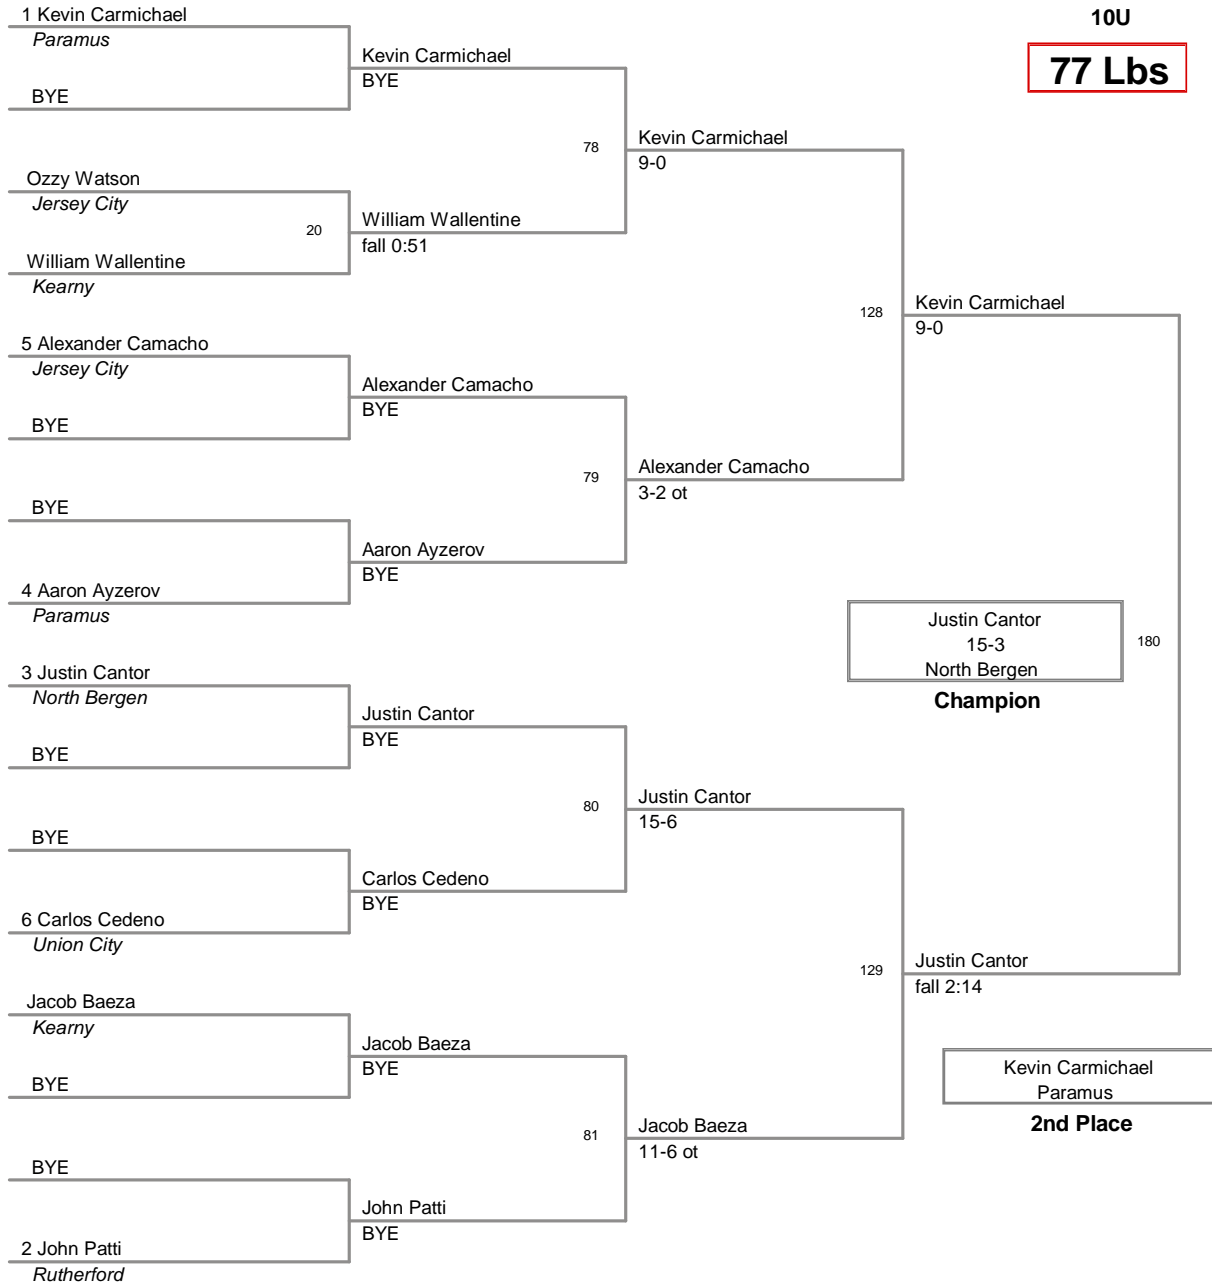 1 Kevin Carmichael
Paramus
BYE
Ozzy Watson
Jersey City
William Wallentine
Kearny
5 Alexander Camacho
Jersey City
BYE
BYE
4 Aaron Ayzerov
Paramus
3 Justin Cantor
North Bergen
BYE
BYE
6 Carlos Cedeno
Union City
Jacob Baeza
Kearny
BYE
BYE
2 John Patti
Rutherford
20
Kevin Carmichael
BYE
William Wallentine
fall 0:51
Alexander Camacho
BYE
Aaron Ayzerov
BYE
Justin Cantor
BYE
Carlos Cedeno
BYE
Jacob Baeza
BYE
John Patti
BYE
78
79
80
81
Kevin Carmichael
9-0
Alexander Camacho
3-2 ot
Justin Cantor
15-6
Jacob Baeza
11-6 ot
128
129
Kevin Carmichael
9-0
Justin Cantor
fall 2:14
10U
77 Lbs
Justin Cantor
15-3
North Bergen
Champion
180
Kevin Carmichael
Paramus
2nd Place